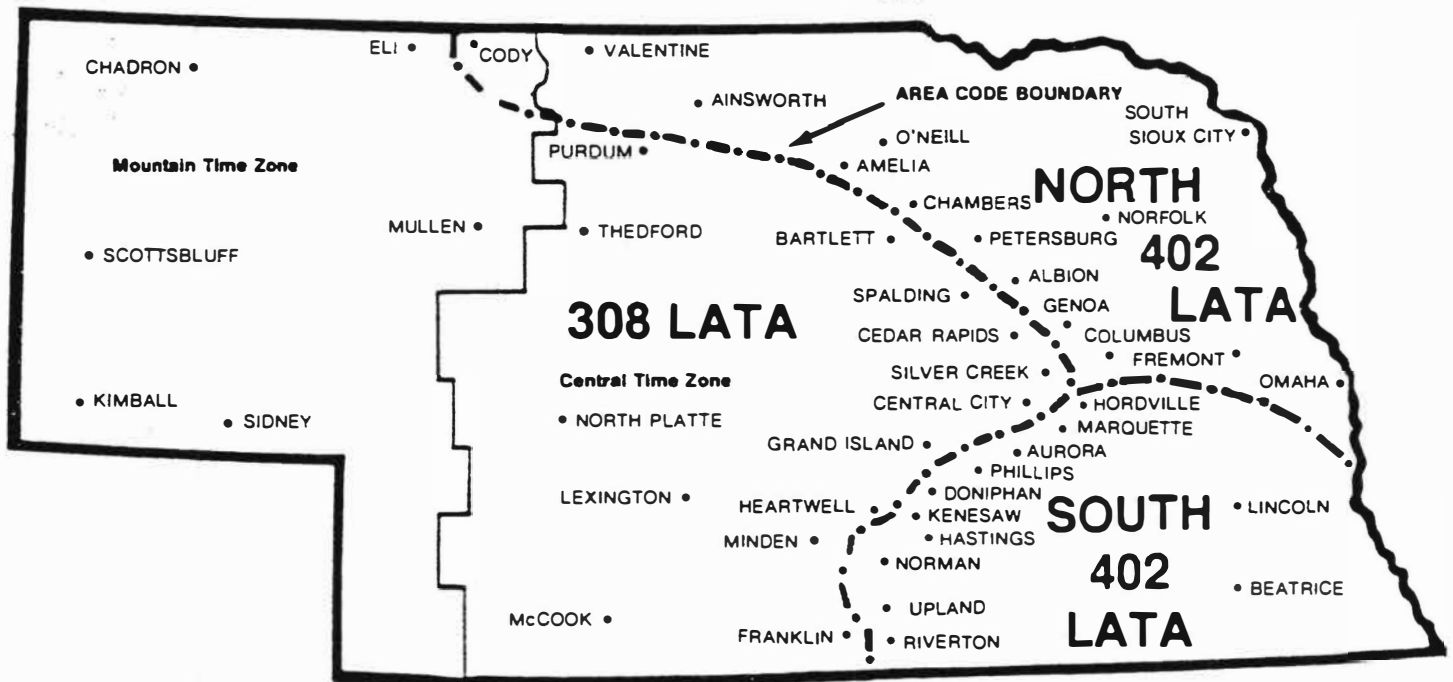 ELI
CODY
VALENTINE
CHADRON
AINSWORTH
AREA CODE BOUNDARY
SOUTH
SIOUX CITY
O'NEILL
PURDUM
AMELIA
Mountain Time Zone
NORTH
402
LATA
CHAMBERS
NORFOLK
MULLEN
THEDFORD
BARTLETT
PETERSBURG
SCOTTSBLUFF
ALBION
SPALDING
GENOA
308 LATA
CEDAR RAPIDS
COLUMBUS
FREMONT
SILVER CREEK
OMAHA
Central Time Zone
KIMBALL
SIDNEY
NORTH PLATTE
CENTRAL CITY
HORDVILLE
MARQUETTE
GRAND ISLAND
AURORA
PHILLIPS
LEXINGTON
HEARTWELL
DONIPHAN
KENESAW
SOUTH
402
LATA
LINCOLN
MINDEN
HASTINGS
NORMAN
BEATRICE
McCOOK
UPLAND
FRANKLIN
RIVERTON